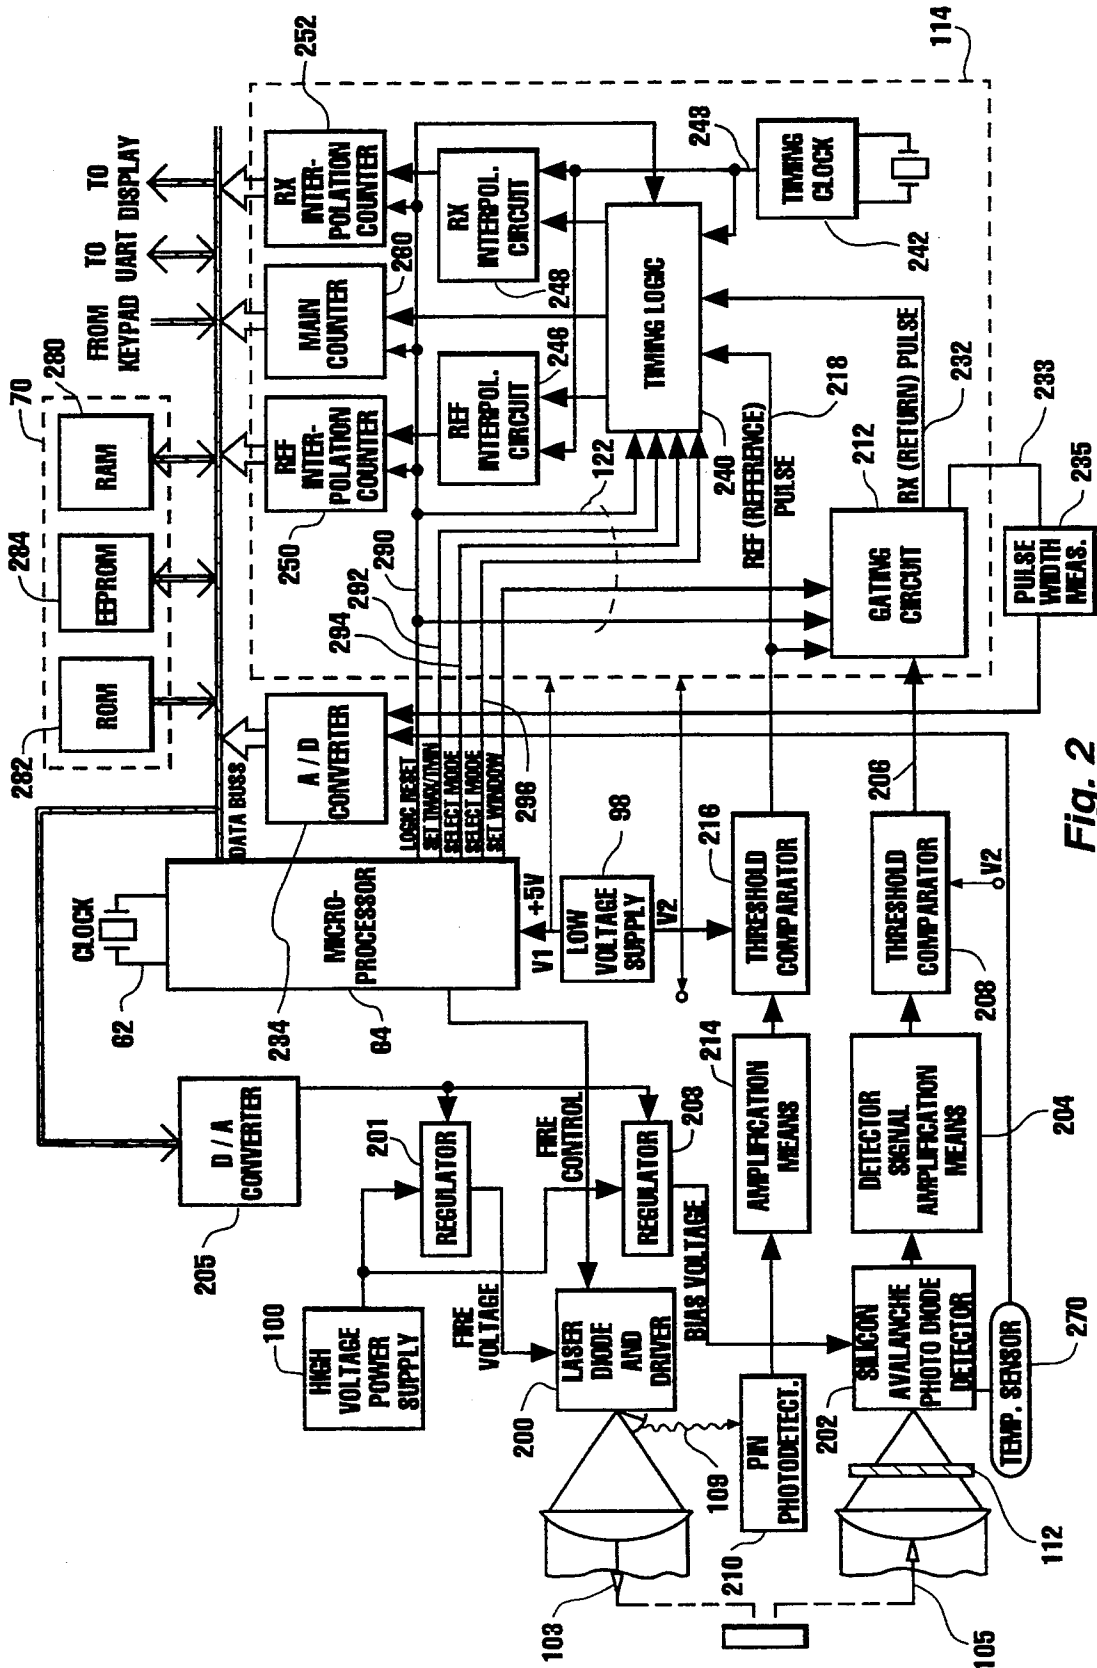 70
280
284
282
RAM
EEPROM
ROM
FROM
KEYPAD
TO
UART
TO
DISPLAY
DATA BUSS
CLOCK
62
MICRO-
PROCESSOR
64
A / D
CONVERTER
234
D / A
CONVERTER
205
LOGIC RESET
SET TMAX/TMIN
SELECT MODE
SELECT MODE
SET WINDOW
290
292
294
296
122
REF
INTER-
POLATION
COUNTER
250
MAIN
COUNTER
260
RX
INTER-
POLATION
COUNTER
252
REF
INTERPOL.
CIRCUIT
246
RX
INTERPOL.
CIRCUIT
248
TIMING LOGIC
240
TIMING
CLOCK
242
243
114
REF (REFERENCE)
PULSE
218
GATING
CIRCUIT
212
RX (RETURN) PULSE
232
233
PULSE
WIDTH
MEAS.
235
V1
+5V
LOW
VOLTAGE
SUPPLY
98
V2
THRESHOLD
COMPARATOR
216
THRESHOLD
COMPARATOR
208
206
V2
AMPLIFICATION
MEANS
214
DETECTOR
SIGNAL
AMPLIFICATION
MEANS
204
HIGH
VOLTAGE
POWER
SUPPLY
100
REGULATOR
201
REGULATOR
203
FIRE
CONTROL
FIRE
VOLTAGE
BIAS VOLTAGE
LASER
DIODE
AND
DRIVER
200
SILICON
AVALANCHE
PHOTO DIODE
DETECTOR
202
TEMP. SENSOR
270
PIN
PHOTODETECT.
210
109
103
105
112
Fig. 2